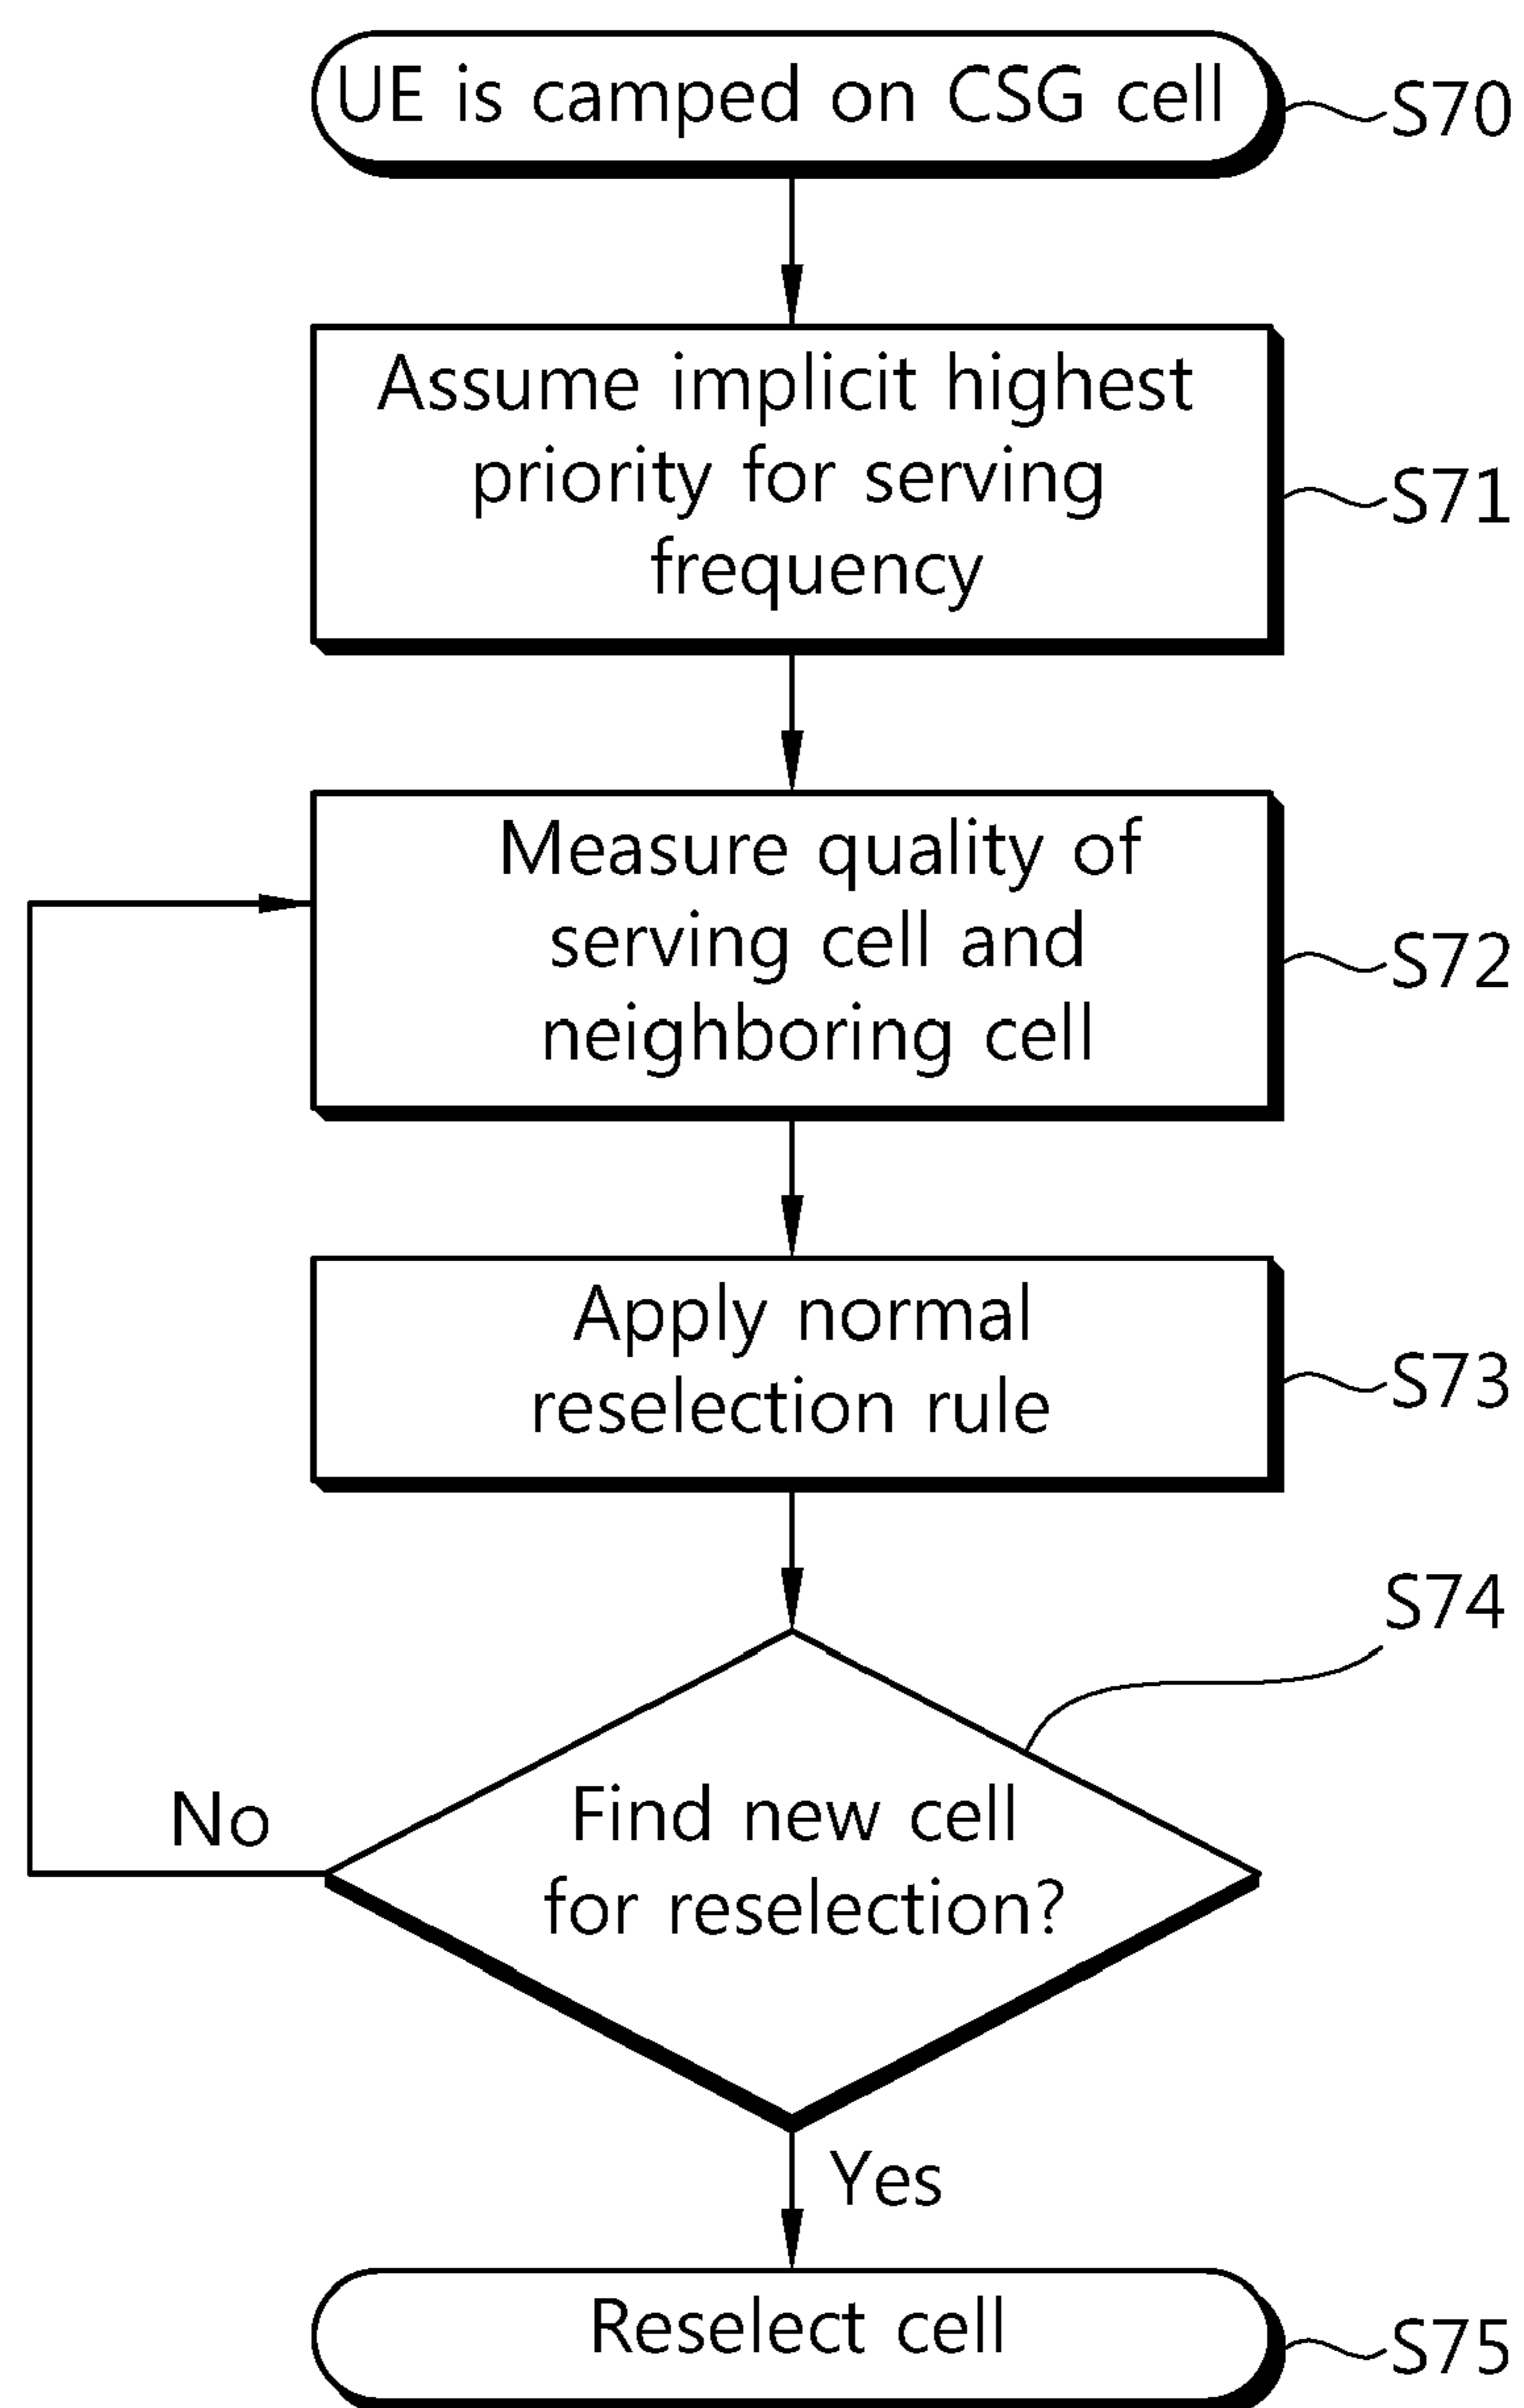 UE is camped on CSG cell
S70
Assume implicit highest
priority for serving
frequency
S71
Measure quality of
serving cell and
neighboring cell
S72
Apply normal
reselection rule
S73
S74
Find new cell
for reselection?
No
Yes
Reselect cell
S75